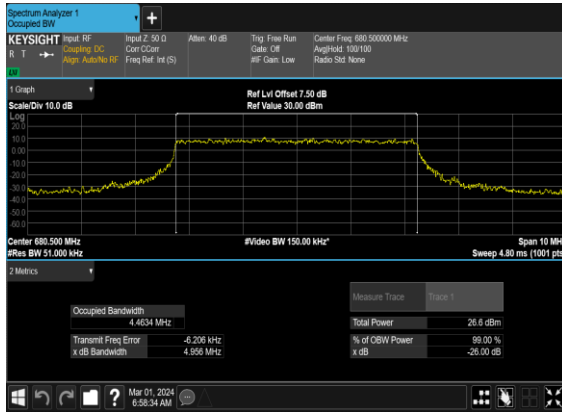 Spectrum Analyzer 1
Occupied BW
+
KEYSIGHT Input: RF Input Z: 50 Ω Atten: 40 dB Trig: Free Run Center Freq: 680.500000 MHz
R T Coupling: DC Corr CCorr Gate: Off Avg|Hold: 100/100
Align: Auto/No RF Freq Ref: Int (S) #IF Gain: Low Radio Std: None
1 Graph
Ref Lvl Offset 7.50 dB
Scale/Div 10.0 dB Ref Value 30.00 dBm
Log
20.0
10.0
0.00
-10.0
-20.0
-30.0
-40.0
-50.0
-60.0
Center 680.500 MHz #Video BW 150.00 kHz* Span 10 MH
#Res BW 51.000 kHz Sweep 4.80 ms (1001 pts
2 Metrics
Measure Trace Trace 1
Occupied Bandwidth
4.4634 MHz
Total Power 26.6 dBm
Transmit Freq Error -6.206 kHz % of OBW Power 99.00 %
x dB Bandwidth 4.956 MHz x dB -26.00 dB
? Mar 01, 2024
6:58:34 AM